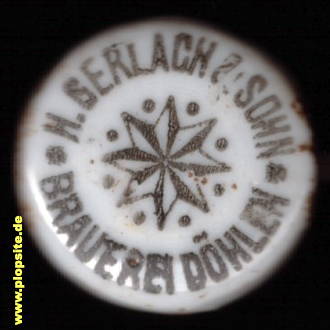 H. GERLACH & SOHN
* BRAUEREI DÖHLEN *
www.plopsite.de